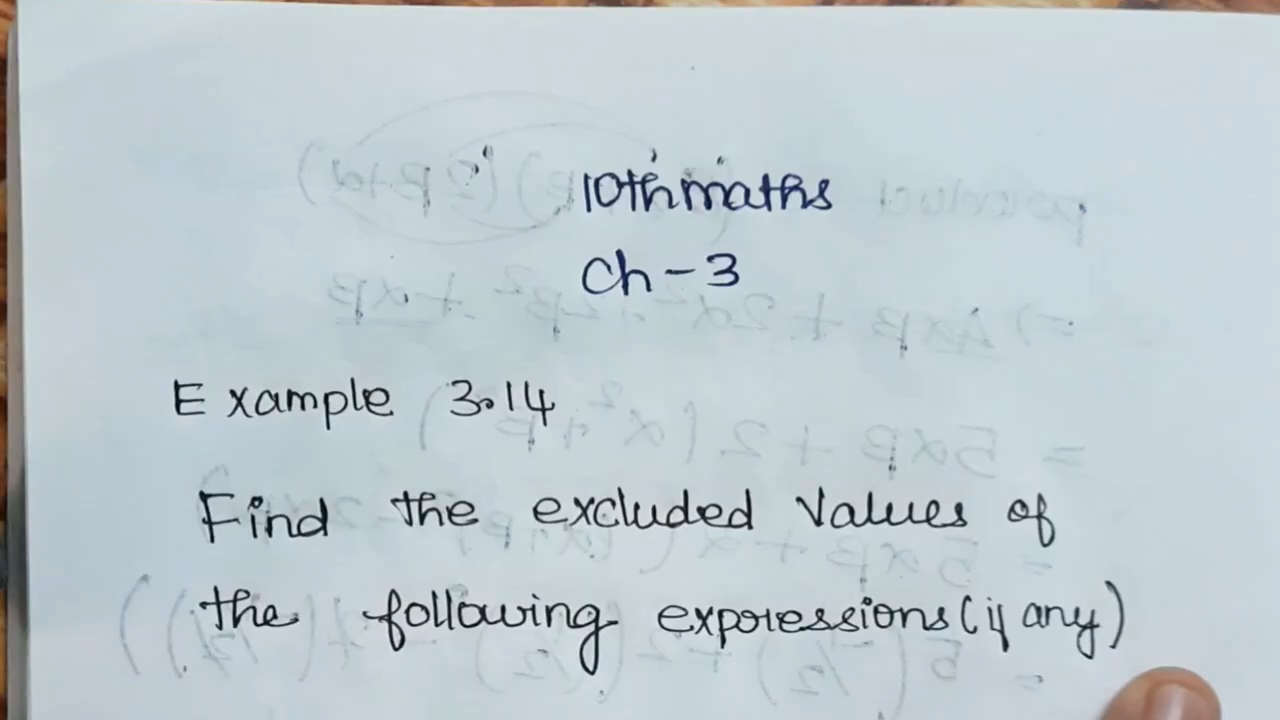 10th maths
Ch - 3
Example 3.14
Find the excluded Values of
the following expressions (if any)